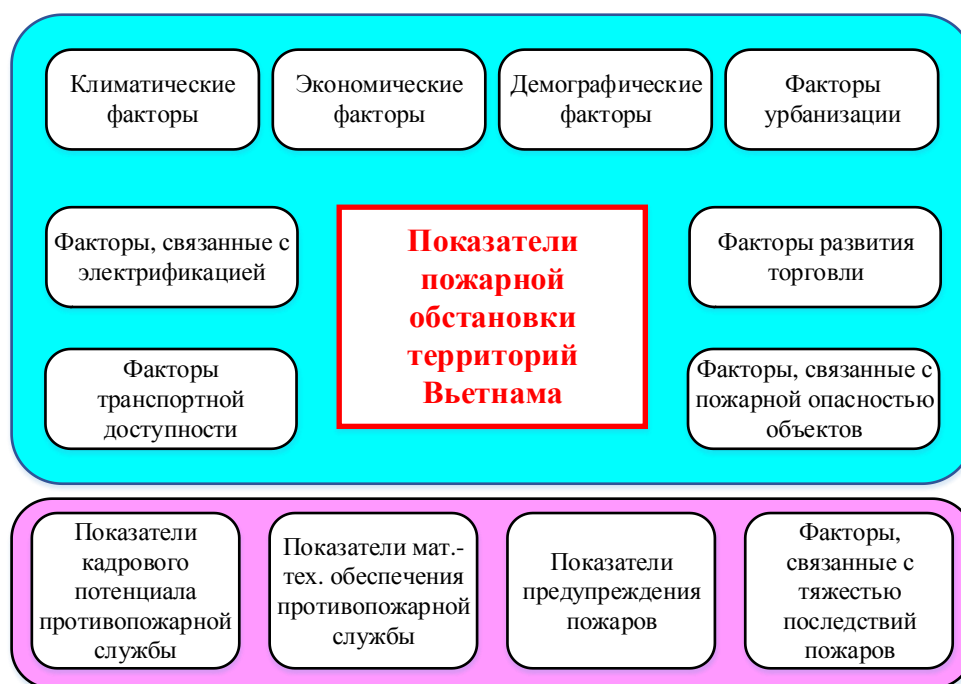 Климатические
факторы
Экономические
факторы
Демографические
факторы
Факторы
урбанизации
Факторы, связанные с
электрификацией
Показатели
пожарной
обстановки
территорий
Вьетнама
Факторы развития
торговли
Факторы
транспортной
доступности
Факторы, связанные с
пожарной опасностью
объектов
Показатели
кадрового
потенциала
противопожарной
службы
Показатели мат.-
тех. обеспечения
противопожарной
службы
Показатели
предупреждения
пожаров
Факторы,
связанные с
тяжестью
последствий
пожаров